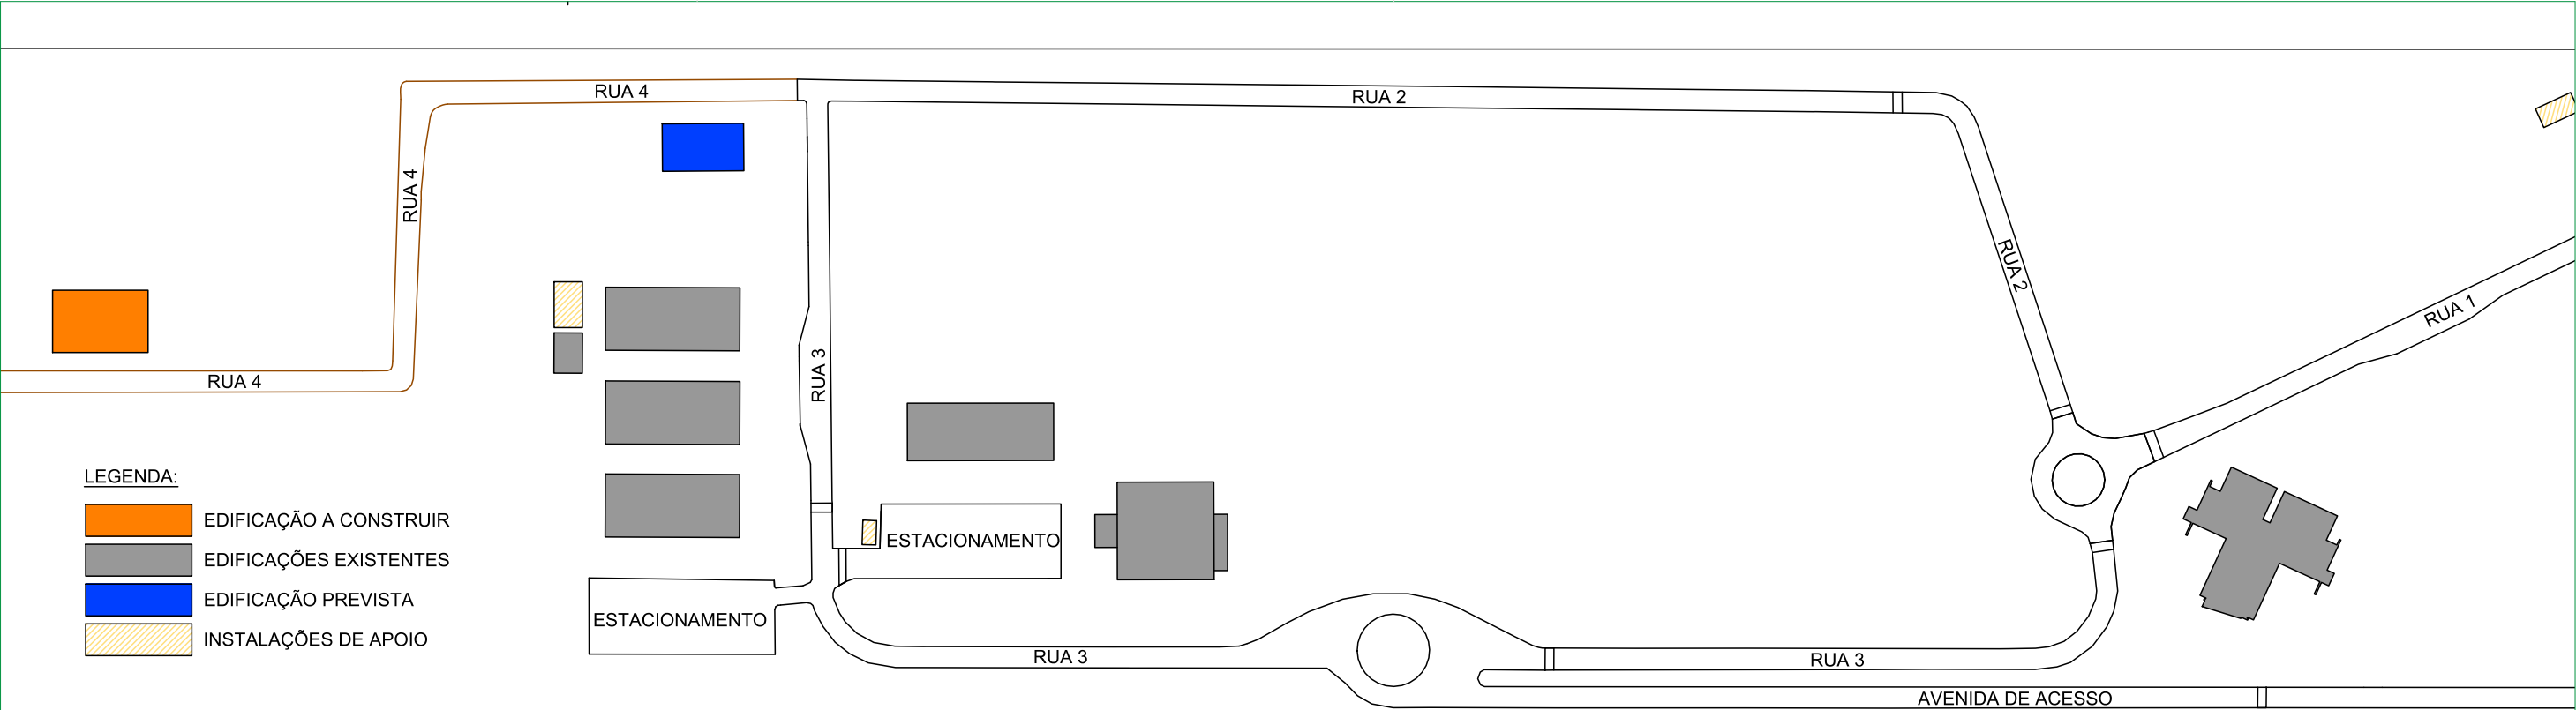 RUA 4
RUA 2
RUA 4
RUA 2
RUA 1
RUA 3
RUA 4
LEGENDA:
EDIFICAÇÃO A CONSTRUIR
EDIFICAÇÕES EXISTENTES
EDIFICAÇÃO PREVISTA
INSTALAÇÕES DE APOIO
ESTACIONAMENTO
ESTACIONAMENTO
RUA 3
RUA 3
AVENIDA DE ACESSO